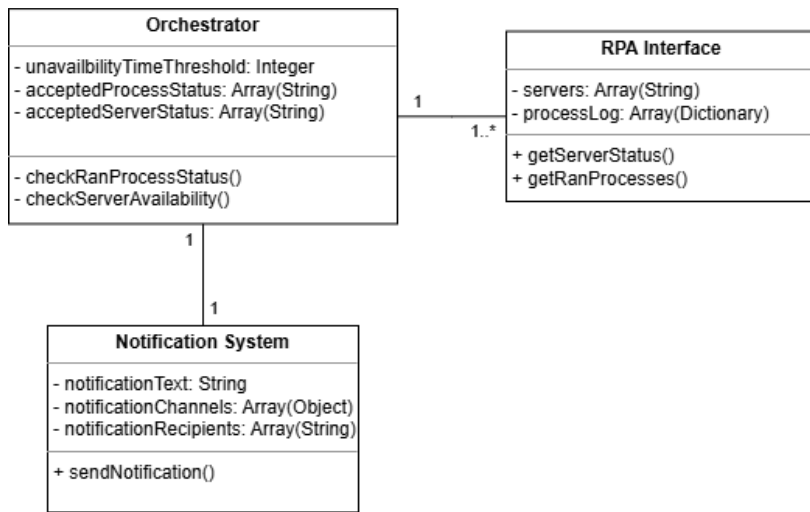 Orchestrator
- unavailbilityTimeThreshold: Integer
- acceptedProcessStatus: Array(String)
- acceptedServerStatus: Array(String)
- checkRanProcessStatus()
- checkServerAvailability()
1
1..*
RPA Interface
- servers: Array(String)
- processLog: Array(Dictionary)
+ getServerStatus()
+ getRanProcesses()
1
1
Notification System
- notificationText: String
- notificationChannels: Array(Object)
- notificationRecipients: Array(String)
+ sendNotification()